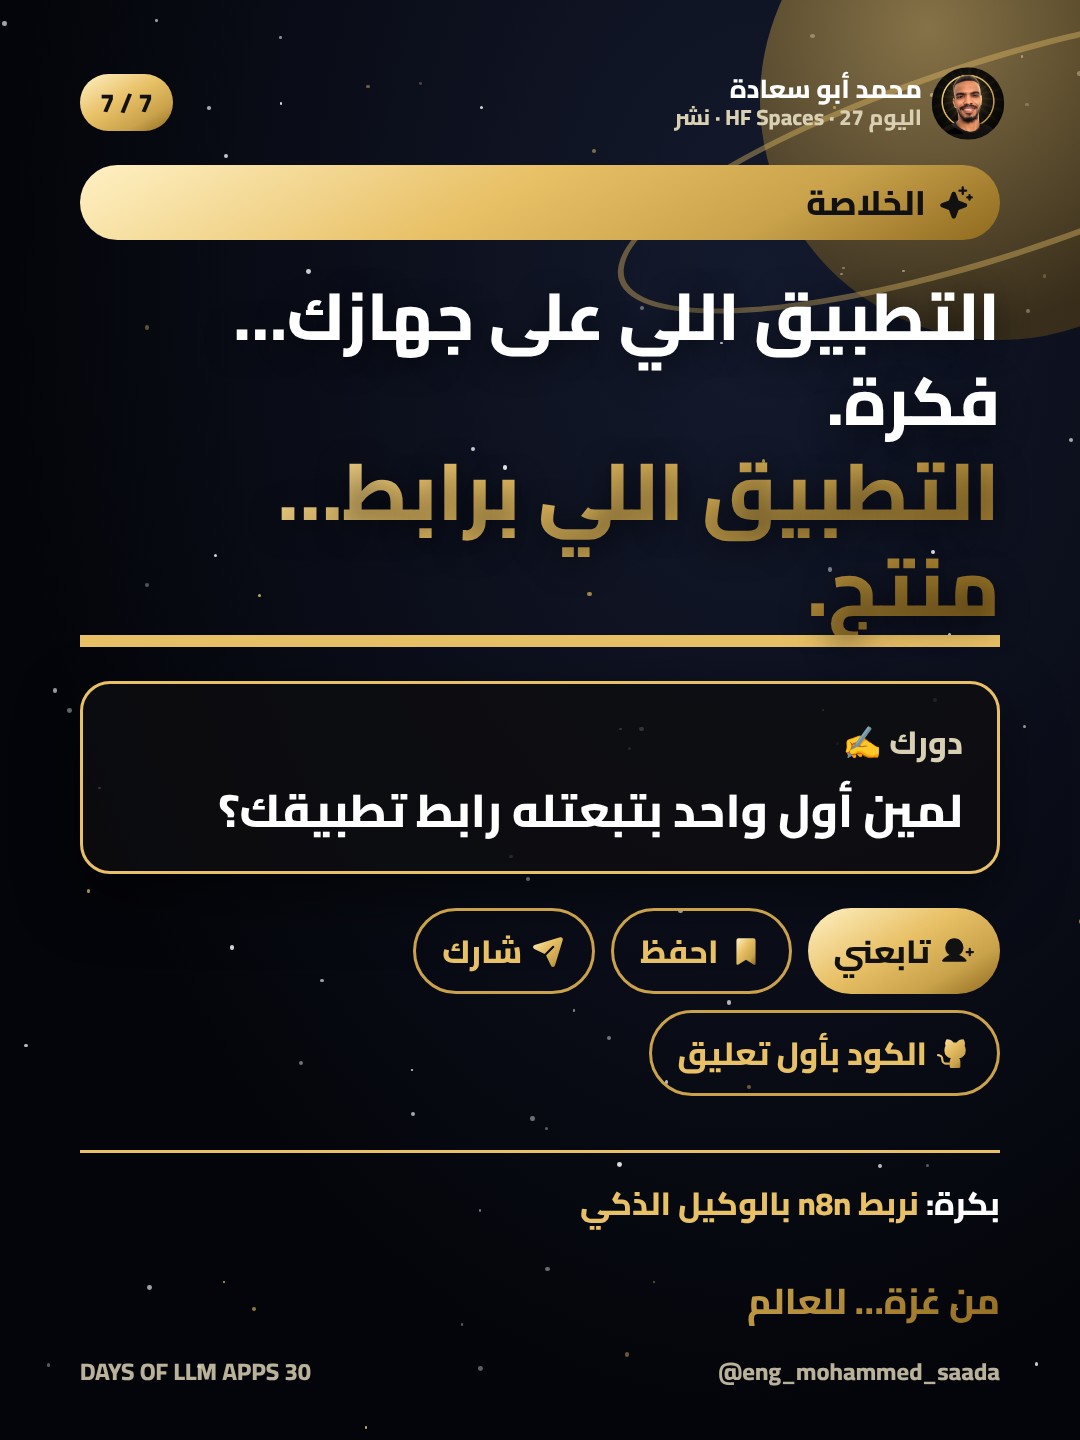 محمد أبو سعادة
اليوم 27 · HF Spaces · نشر
7 / 7
الخلاصة
التطبيق اللي على جهازك...
فكرة.
التطبيق اللي برابط...
منتج.
دورك ✍️
لمين أول واحد بتبعتله رابط تطبيقك؟
تابعني
احفظ
شارك
الكود بأول تعليق
بكرة: نربط n8n بالوكيل الذكي
من غزة... للعالم
@eng_mohammed_saada
DAYS OF LLM APPS 30